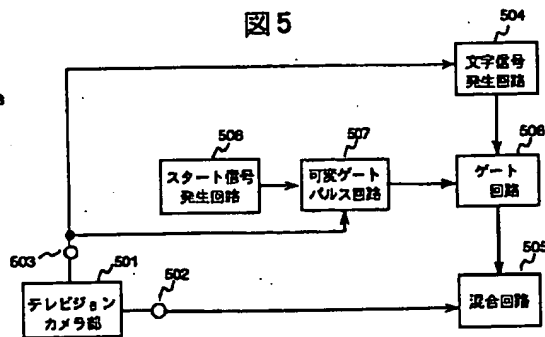 図5
504
文字信号
発生回路
506
スタート信号
発生回路
507
可変ゲート
パルス回路
506
ゲート
回路
503
501
テレビジョン
カメラ部
502
505
混合回路